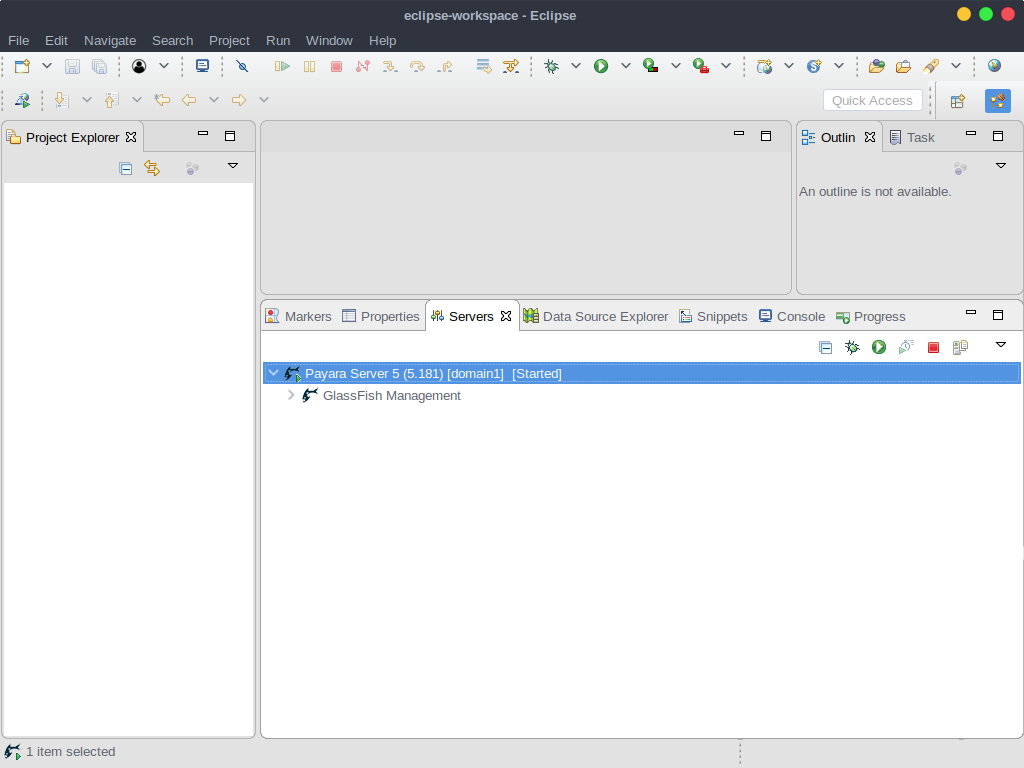 eclipse-workspace - Eclipse
File Edit Navigate Search Project Run Window Help
Quick Access
Project Explorer
Outlin Task
An outline is not available.
Markers Properties Servers Data Source Explorer Snippets Console Progress
Payara Server 5 (5.181) [domain1] [Started]
GlassFish Management
1 item selected